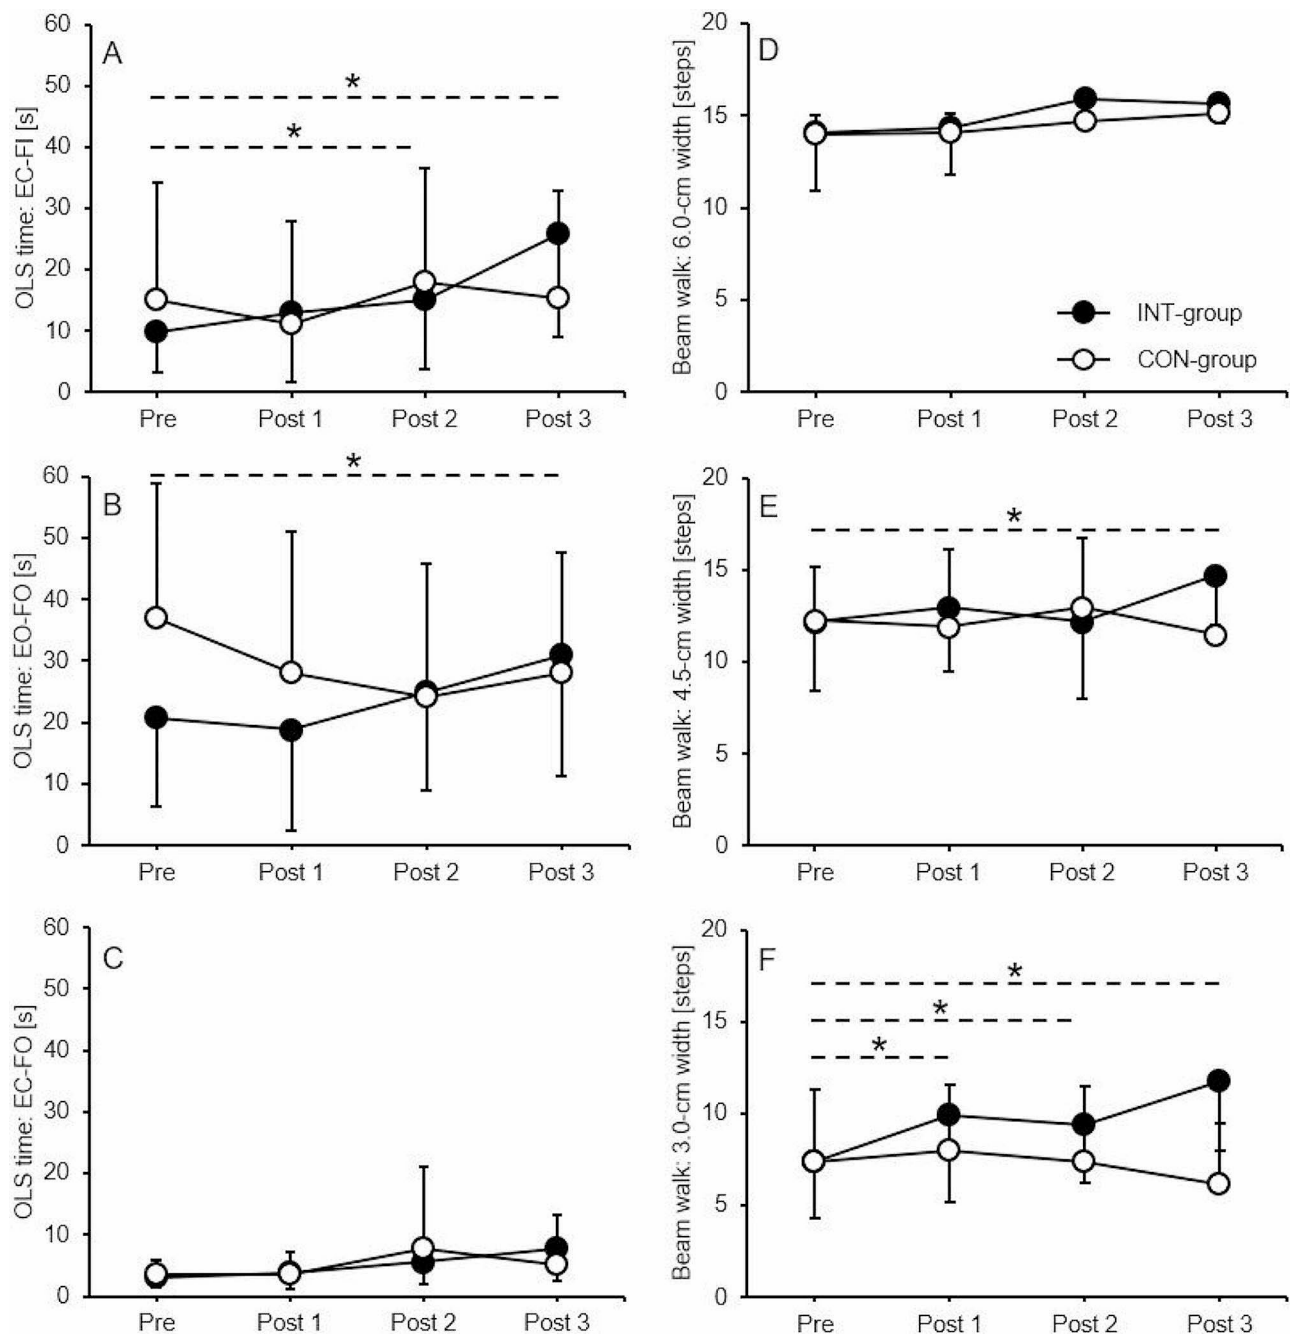 A
OLS time: EC-FI [s]
60
50
40
30
20
10
0
*
*
Pre Post 1 Post 2 Post 3
D
Beam walk: 6.0-cm width [steps]
20
15
10
5
0
INT-group
CON-group
Pre Post 1 Post 2 Post 3
B
OLS time: EO-FO [s]
60
50
40
30
20
10
0
*
Pre Post 1 Post 2 Post 3
E
Beam walk: 4.5-cm width [steps]
20
15
10
5
0
*
Pre Post 1 Post 2 Post 3
C
OLS time: EC-FO [s]
60
50
40
30
20
10
0
Pre Post 1 Post 2 Post 3
F
Beam walk: 3.0-cm width [steps]
20
15
10
5
0
*
*
*
Pre Post 1 Post 2 Post 3